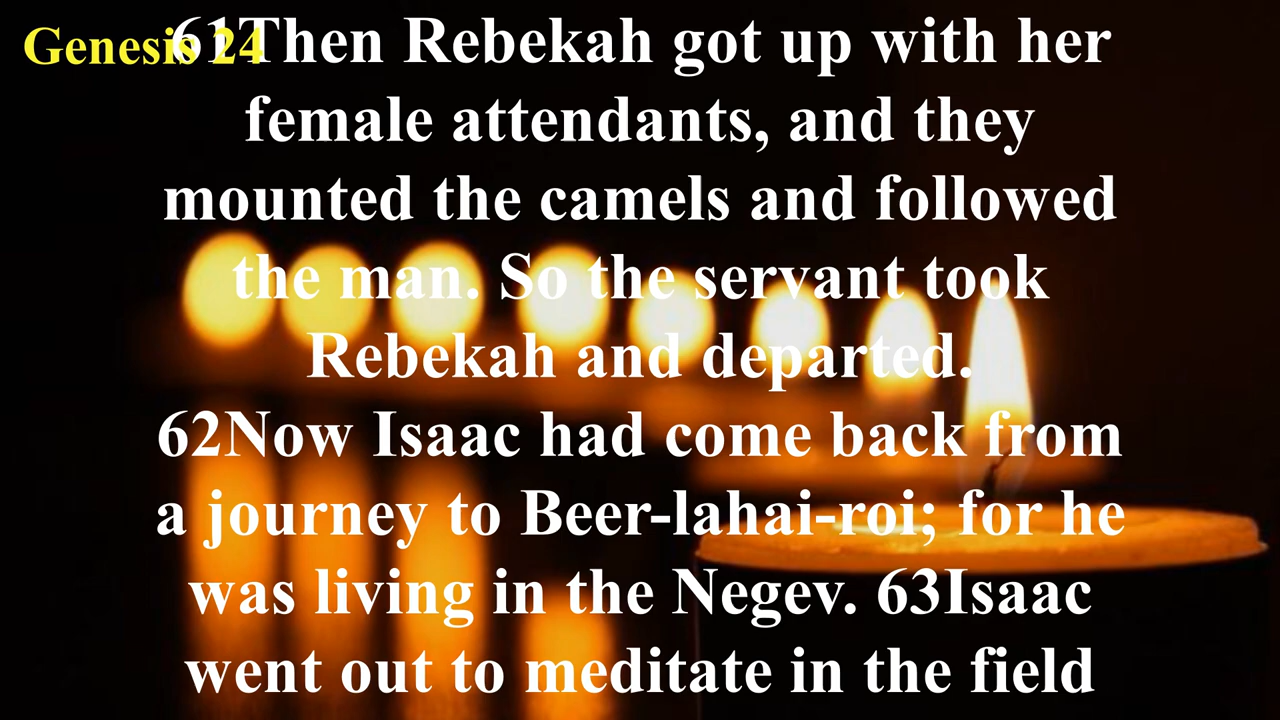 Genesis 24
61Then Rebekah got up with her
female attendants, and they
mounted the camels and followed
the man. So the servant took
Rebekah and departed.
62Now Isaac had come back from
a journey to Beer-lahai-roi; for he
was living in the Negev. 63Isaac
went out to meditate in the field